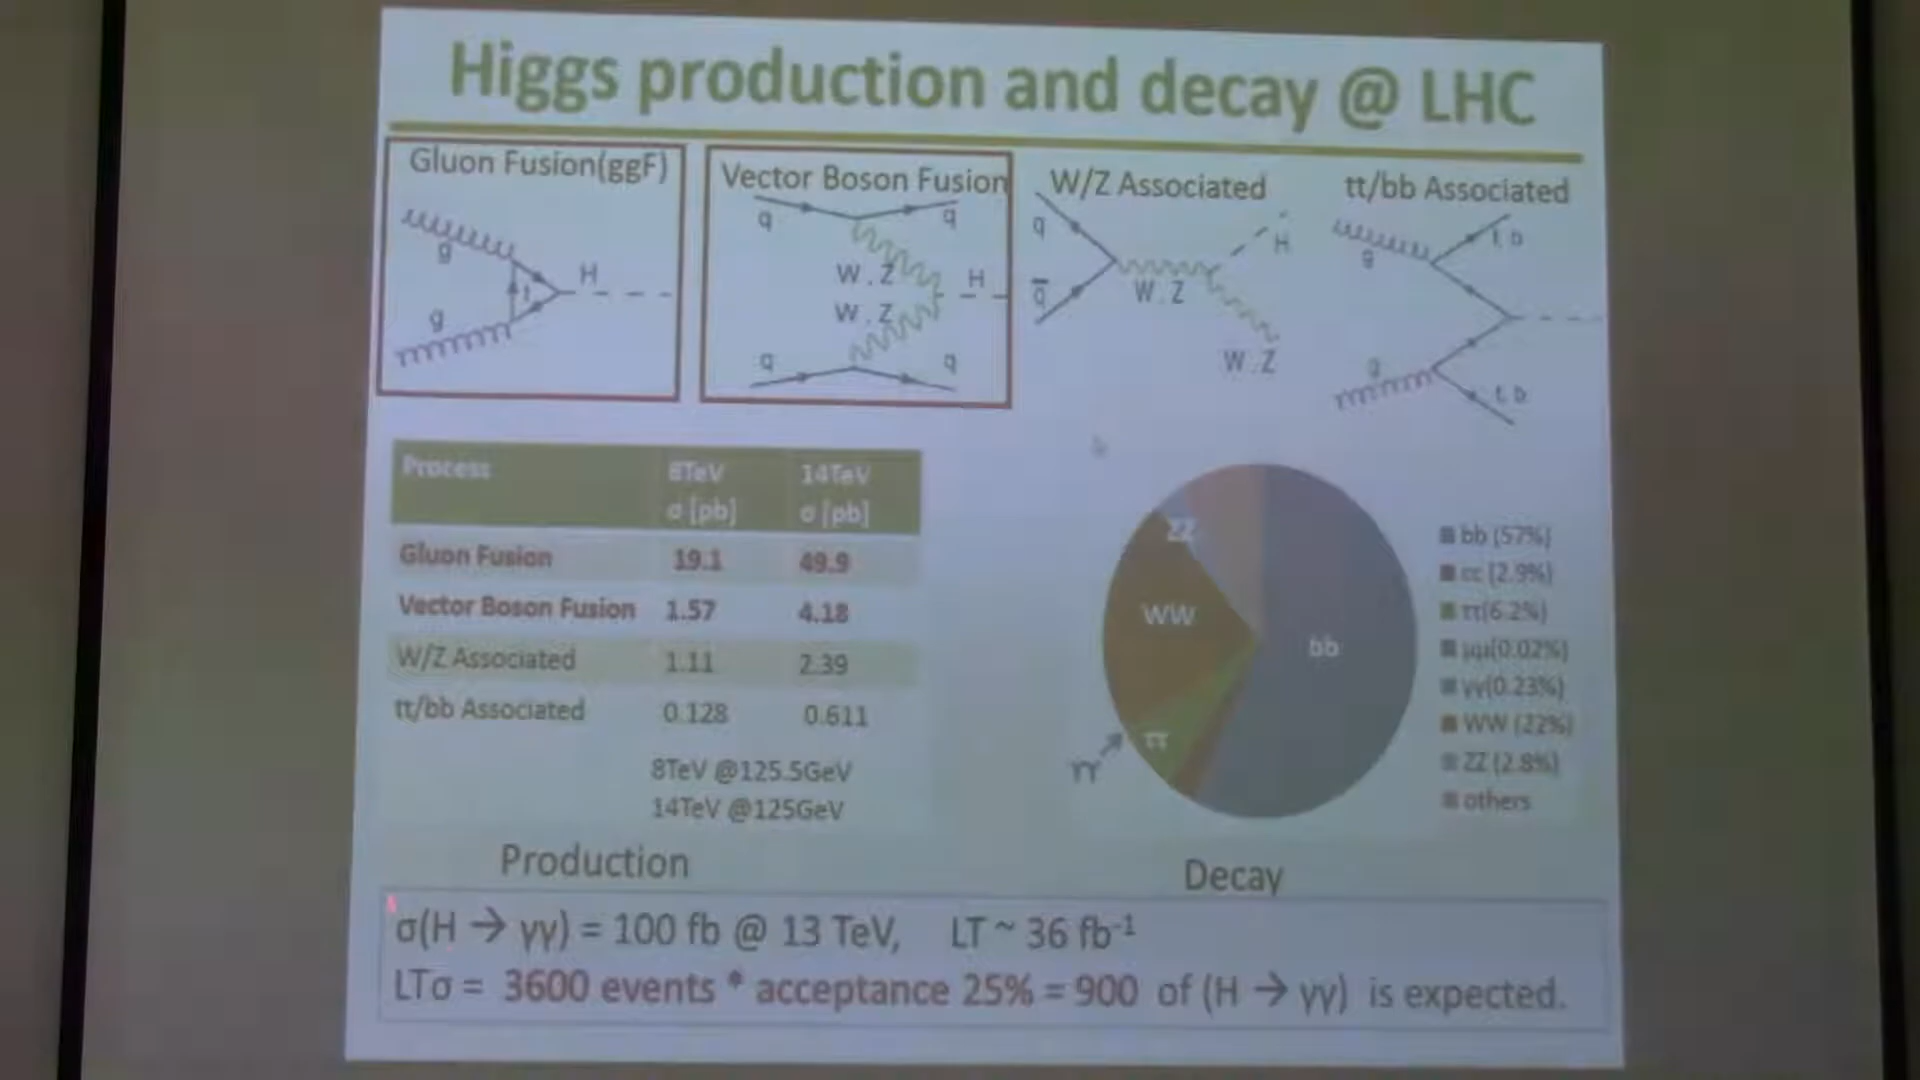 Higgs production and decay @ LHC
Gluon Fusion(ggF)
g
g
t
H
Vector Boson Fusion
q
q
W . Z
H
W . Z
q
q
W/Z Associated
q
H
q̄
W . Z
W . Z
tt/bb Associated
g
t, b
g
t, b
Process 8TeV σ [pb] 14TeV σ [pb]
Gluon Fusion 19.1 49.9
Vector Boson Fusion 1.57 4.18
W/Z Associated 1.11 2.39
tt/bb Associated 0.128 0.611
8TeV @125.5GeV
14TeV @125GeV
Production
ZZ
WW
bb
ττ
γγ
bb (57%)
cc (2.9%)
ττ(6.2%)
μμ(0.02%)
γγ(0.23%)
WW (22%)
ZZ (2.8%)
others
Decay
σ(H → γγ) = 100 fb @ 13 TeV, LT ~ 36 fb⁻¹
LTσ = 3600 events * acceptance 25% = 900 of (H → γγ) is expected.